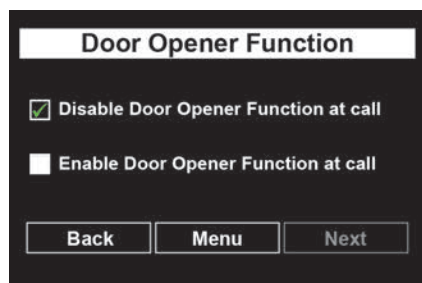 Door Opener Function
Disable Door Opener Function at call
Enable Door Opener Function at call
Back Menu Next